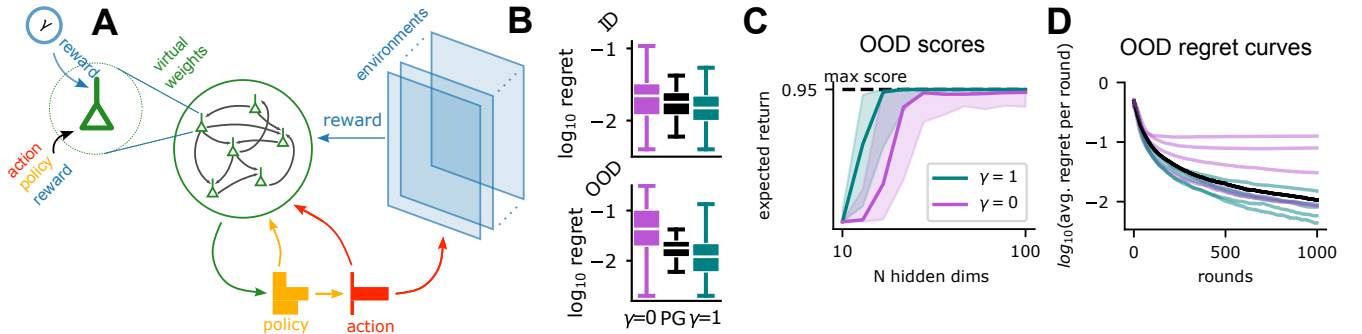 A
γ
reward
virtual
weights
action
policy
reward
environments
reward
policy
action
B
ID
−1
−2
log10 regret
OOD
−1
−2
log10 regret
γ=0 PG γ=1
C
OOD scores
max score
0.95
expected return
γ = 1
γ = 0
10
100
N hidden dims
D
OOD regret curves
0
−1
−2
log10(avg. regret per round)
0
500
1000
rounds